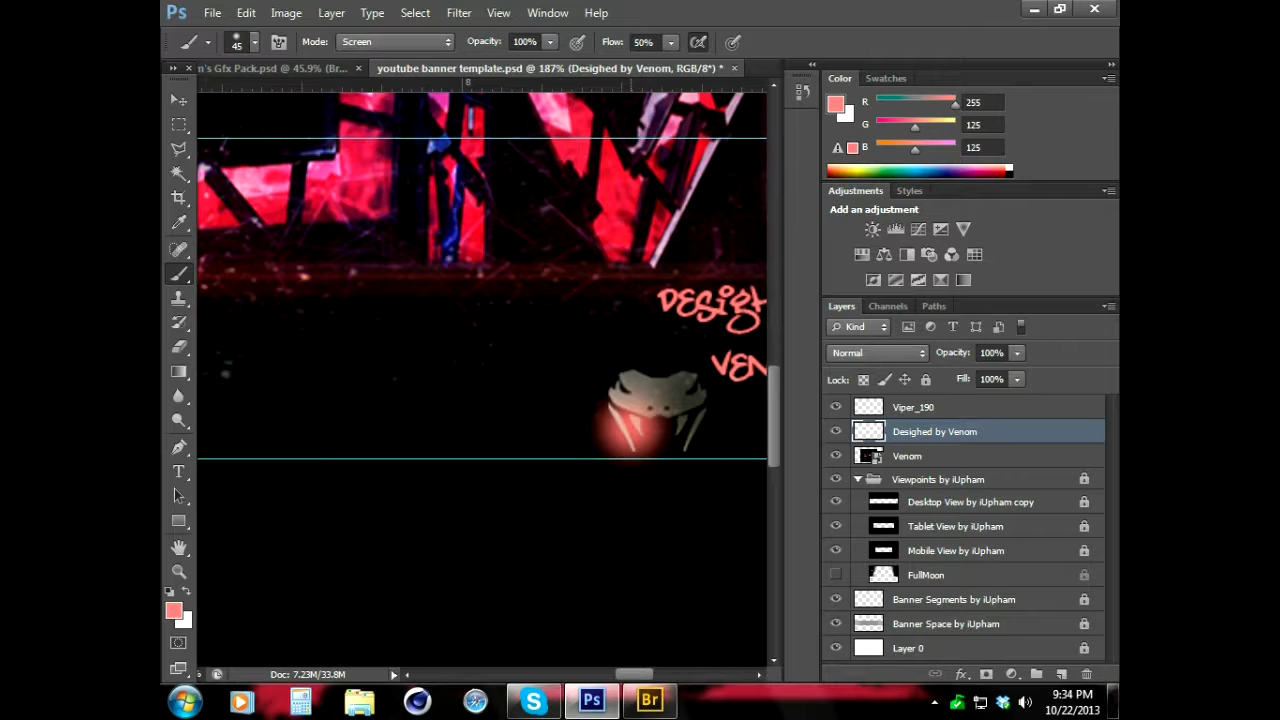 Ps File Edit Image Layer Type Select Filter View Window Help
45 Mode: Screen Opacity: 100% Flow: 50%
n's Gfx Pack.psd @ 45.9% (Br... × youtube banner template.psd @ 187% (Desighed by Venom, RGB/8*) * ×
8
Color Swatches
R 255
G 125
B 125
Adjustments Styles
Add an adjustment
DESIGH
VEN
Layers Channels Paths
Kind
Normal Opacity: 100%
Lock: Fill: 100%
Viper_190
Desighed by Venom
Venom
Viewpoints by iUpham
Desktop View by iUpham copy
Tablet View by iUpham
Mobile View by iUpham
FullMoon
Banner Segments by iUpham
Banner Space by iUpham
Layer 0
Doc: 7.23M/33.8M
S Ps Br
9:34 PM
10/22/2013